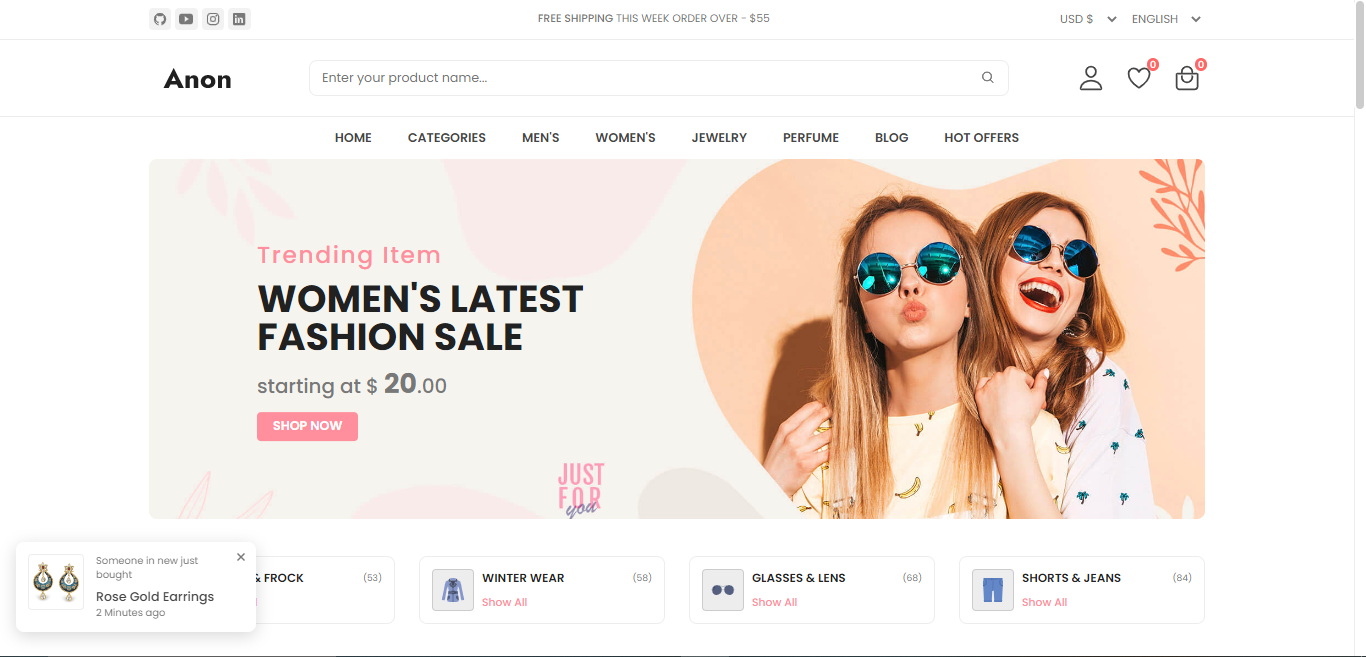 FREE SHIPPING THIS WEEK ORDER OVER - $55
USD $
ENGLISH
Anon
Enter your product name...
0
0
HOME
CATEGORIES
MEN'S
WOMEN'S
JEWELRY
PERFUME
BLOG
HOT OFFERS
Trending Item
WOMEN'S LATEST
FASHION SALE
starting at $ 20.00
SHOP NOW
JUST
FOR
you
Someone in new just
bought
Rose Gold Earrings
2 Minutes ago
& FROCK
(53)
WINTER WEAR
(58)
Show All
GLASSES & LENS
(68)
Show All
SHORTS & JEANS
(84)
Show All